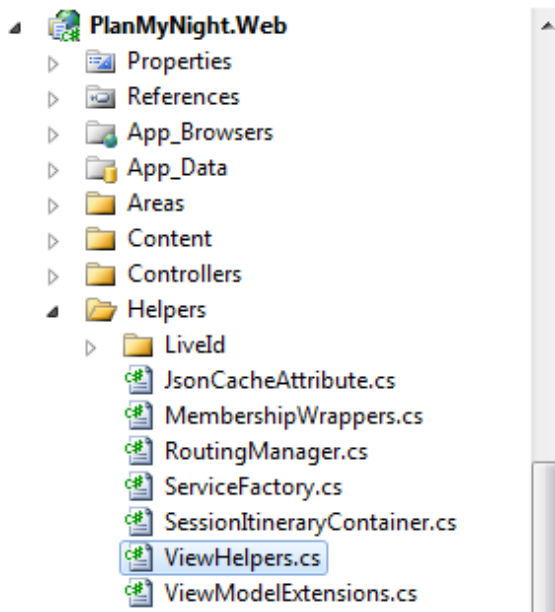 PlanMyNight.Web
Properties
References
App_Browsers
App_Data
Areas
Content
Controllers
Helpers
LiveId
JsonCacheAttribute.cs
MembershipWrappers.cs
RoutingManager.cs
ServiceFactory.cs
SessionItineraryContainer.cs
ViewHelpers.cs
ViewModelExtensions.cs